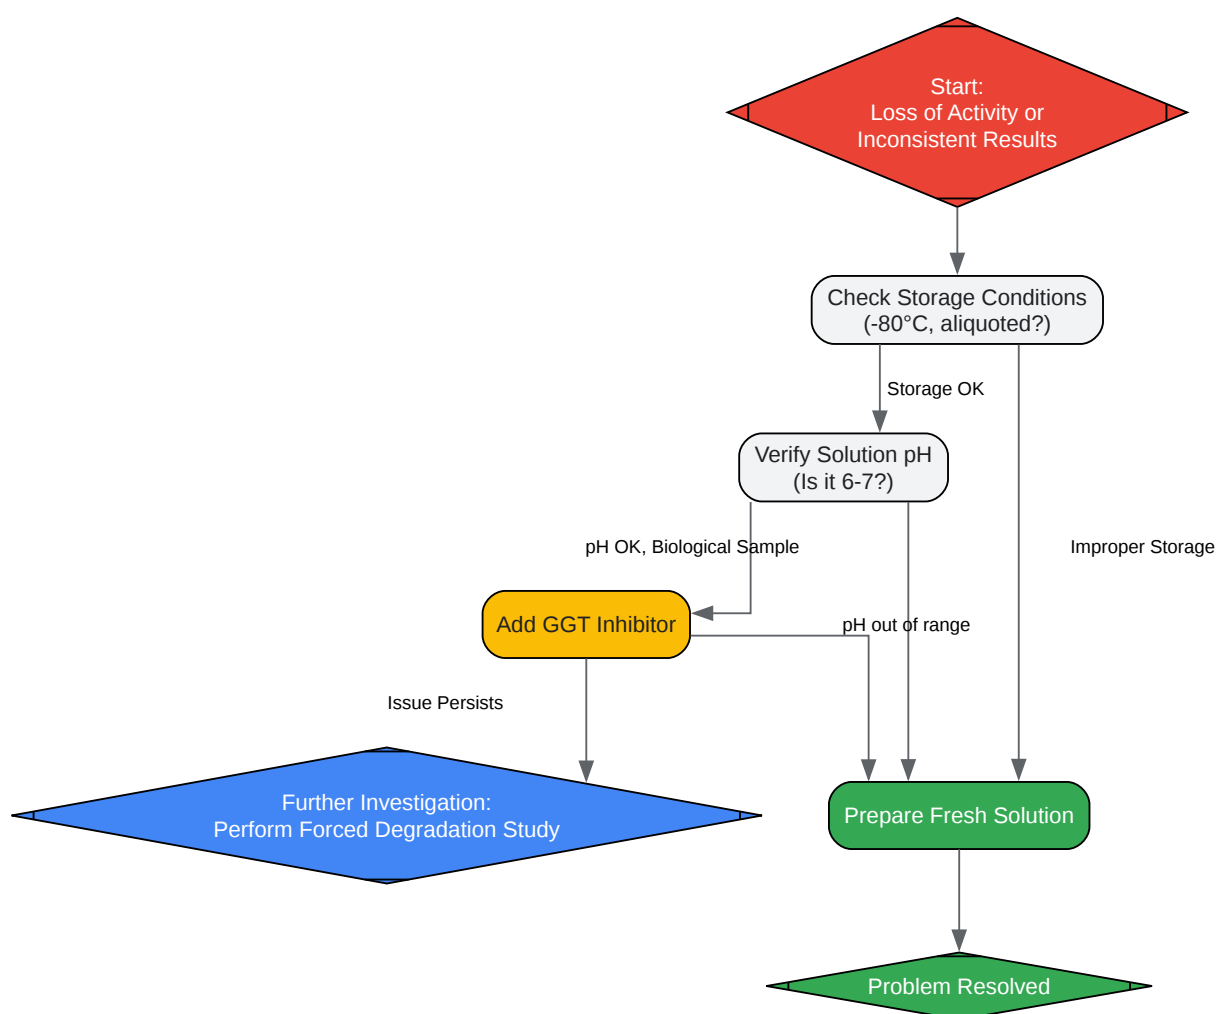 Start:
Loss of Activity or
Inconsistent Results
Check Storage Conditions
(-80°C, aliquoted?)
Storage OK
Verify Solution pH
(Is it 6-7?)
pH OK, Biological Sample
Improper Storage
Add GGT Inhibitor
pH out of range
Issue Persists
Further Investigation:
Perform Forced Degradation Study
Prepare Fresh Solution
Problem Resolved